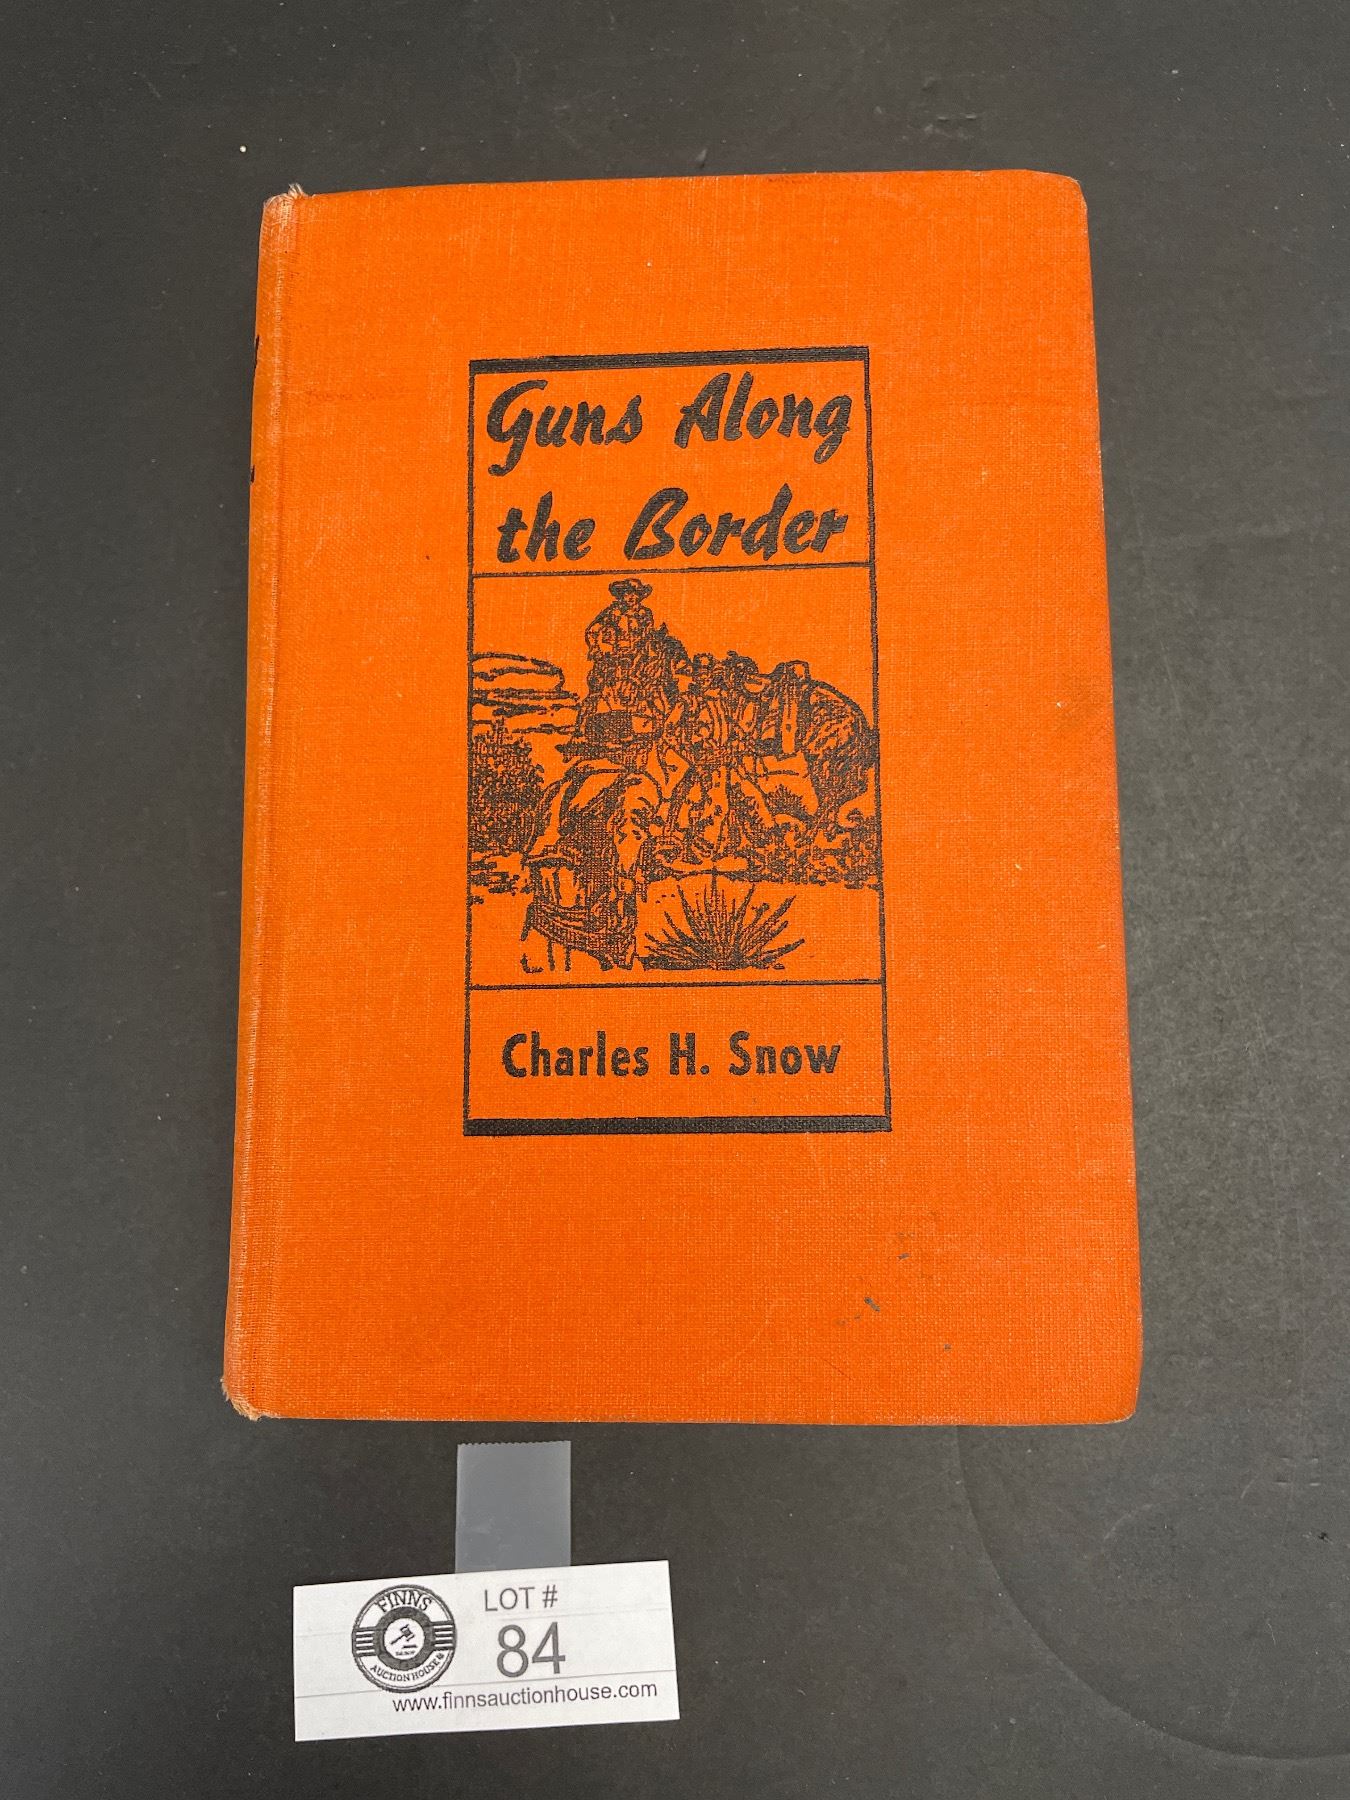 Guns Along
the Border
Charles H. Snow
FINNS
AUCTION HOUSE &
LOT #
84
www.finnsauctionhouse.com